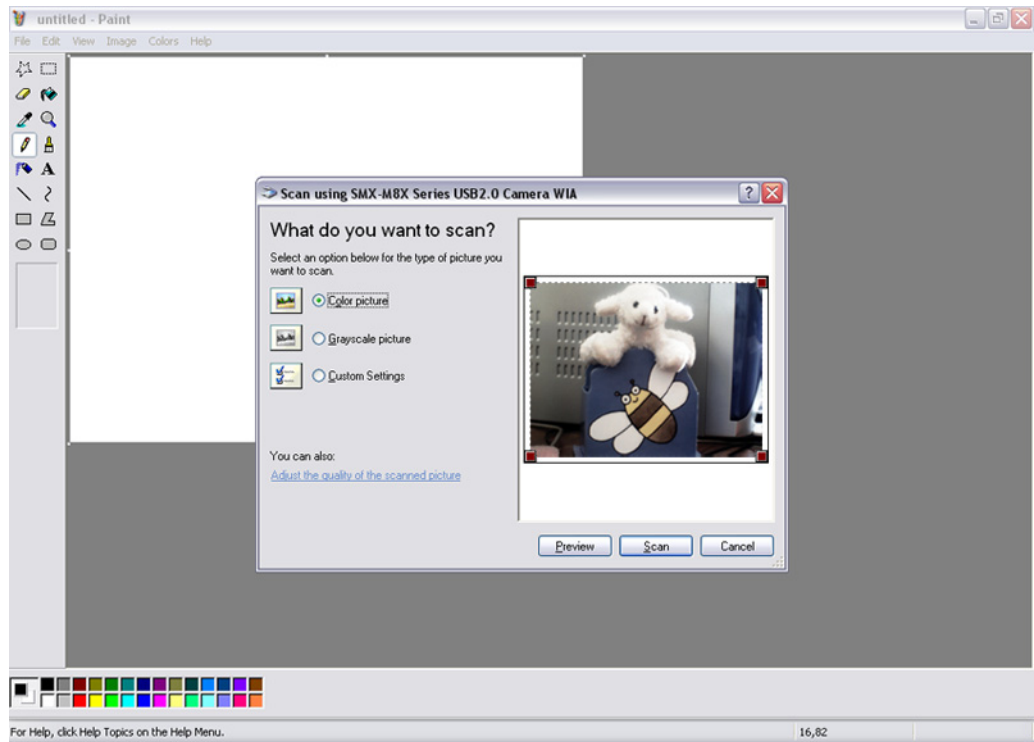 untitled - Paint
File Edit View Image Colors Help
A
Scan using SMX-M8X Series USB2.0 Camera WIA
What do you want to scan?
Select an option below for the type of picture you
want to scan.
Color picture
Grayscale picture
Custom Settings
You can also:
Adjust the quality of the scanned picture
Preview Scan Cancel
For Help, click Help Topics on the Help Menu. 16,82